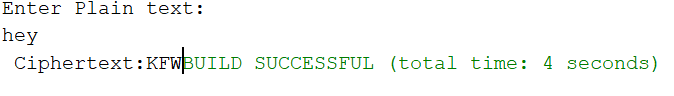 Enter Plain text:
hey
 Ciphertext:KFWBUILD SUCCESSFUL (total time: 4 seconds)